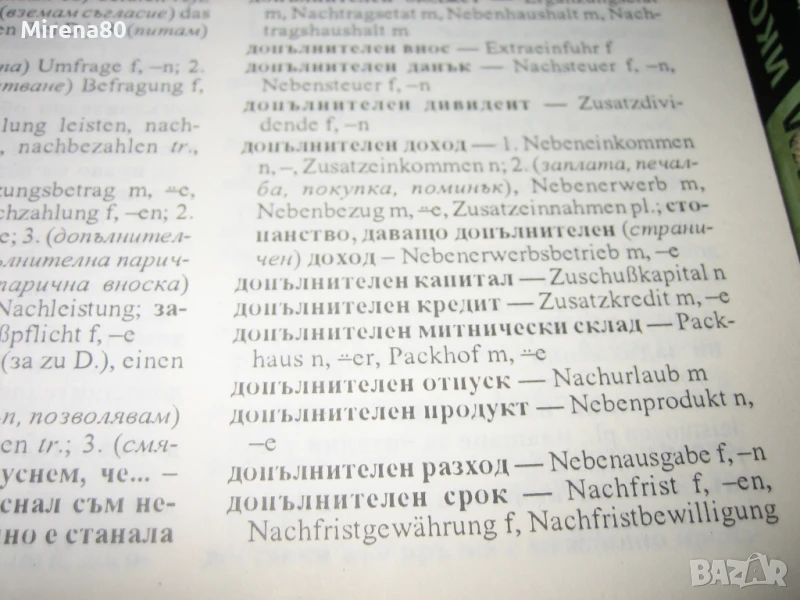 Mirena80
(вземам съгласие) das
(питам)
Umfrage f, –n; 2.
Befragung f,
lung leisten, nach-
nachbezahlen tr.,
zungsbetrag m, ⸚e,
chzahlung f, –en; 2.
e; 3. (допълнител-
пълнителна парич-
парична вноска)
Nachleistung; за-
ßpflicht f, –e
(за zu D.), einen
п, позволявам)
en tr.; 3. (смя-
уснем, че... –
снал съм не-
но е станала
m, Nachtragsetat m, Nebenhaushalt m, Nach-
tragshaushalt m
допълнителен внос — Extraeinfuhr f
допълнителен данък — Nachsteuer f, –n,
Nebensteuer f, –n
допълнителен дивидент — Zusatzdivi-
dende f, –n
допълнителен доход — 1. Nebeneinkommen
n, –, Zusatzeinkommen n; 2. (заплата, печал-
ба, покупка, поминък), Nebenerwerb m,
Nebenbezug m, ⸚e, Zusatzeinnahmen pl.; сто-
панство, даващо допълнителен (страни-
чен) доход – Nebenerwerbsbetrieb m, –e
допълнителен капитал — Zuschußkapital n
допълнителен кредит — Zusatzkredit m, –e
допълнителен митнически склад — Pack-
haus n, ⸚er, Packhof m, ⸚e
допълнителен отпуск — Nachurlaub m
допълнителен продукт — Nebenprodukt n,
–e
допълнителен разход — Nebenausgabe f, –n
допълнителен срок — Nachfrist f, –en,
Nachfristgewährung f, Nachfristbewilligung
ИКО
BAZAR